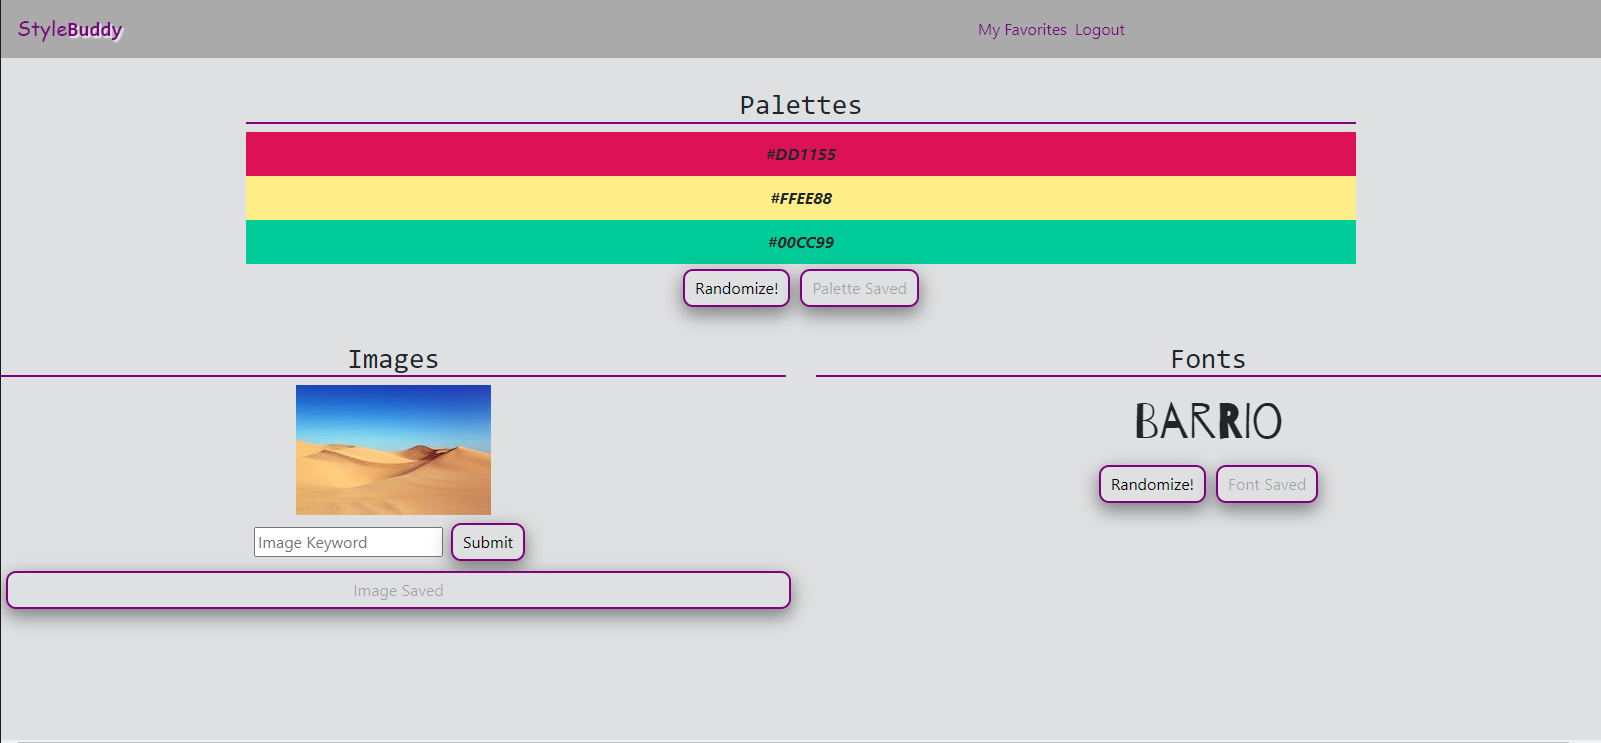 StyleBuddy
My Favorites Logout
Palettes
#DD1155
#FFEE88
#00CC99
Randomize! Palette Saved
Images
Image Keyword Submit
Image Saved
Fonts
BARRIO
Randomize! Font Saved